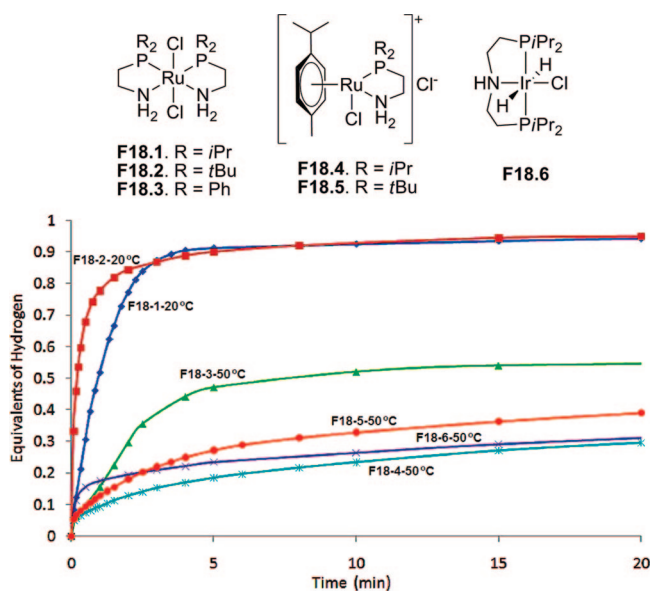 R2 R2
P Cl P
Ru
N Cl N
H2 H2
F18.1. R = iPr
F18.2. R = tBu
F18.3. R = Ph
+
R2
P
Ru
Cl N
H2
Cl-
F18.4. R = iPr
F18.5. R = tBu
PiPr2
H
HN Ir Cl
H
PiPr2
F18.6
Equivalents of Hydrogen
1
0.9
0.8
0.7
0.6
0.5
0.4
0.3
0.2
0.1
0
F18-2-20°C
F18-1-20°C
F18-3-50°C
F18-5-50°C
F18-6-50°C
F18-4-50°C
0 5 10 15 20
Time (min)